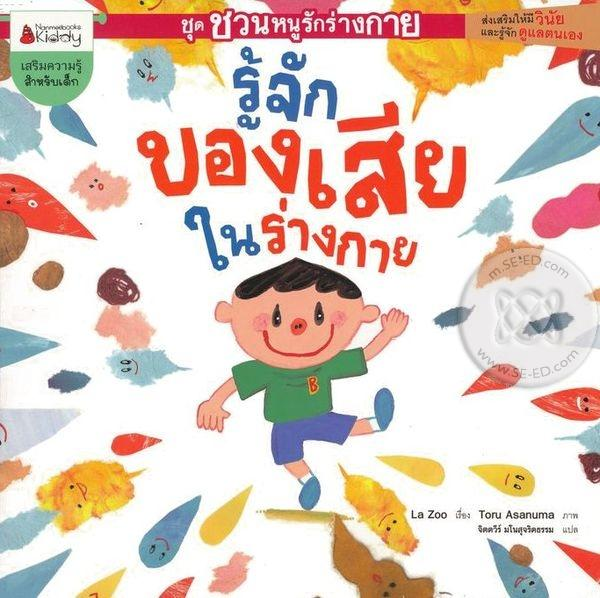 ชุด ชวนหนูรักร่างกาย
ส่งเสริมให้มีวินัย
และรู้จักดูแลตนเอง
Nanmeebooks
Kiddy
เสริมความรู้
สำหรับเด็ก
รู้จัก
ของเสีย
ในร่างกาย
m.SE-ED.com
www.SE-ED.com
B
La Zoo เรื่อง Toru Asanuma ภาพ
จิตตวีร์ มโนสุจริตธรรม แปล